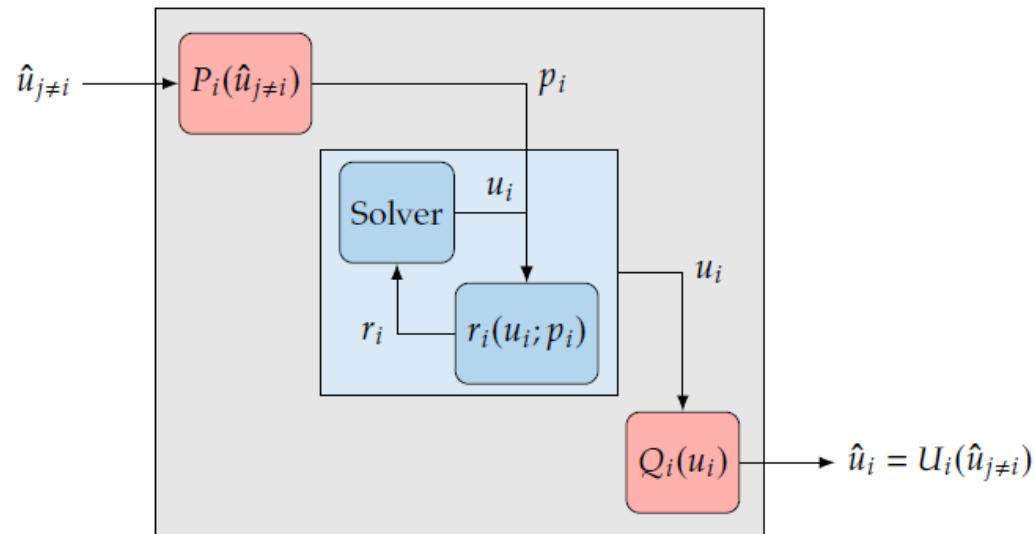 û_{j≠i}
P_i(û_{j≠i})
p_i
Solver
u_i
r_i
r_i(u_i; p_i)
u_i
Q_i(u_i)
û_i = U_i(û_{j≠i})